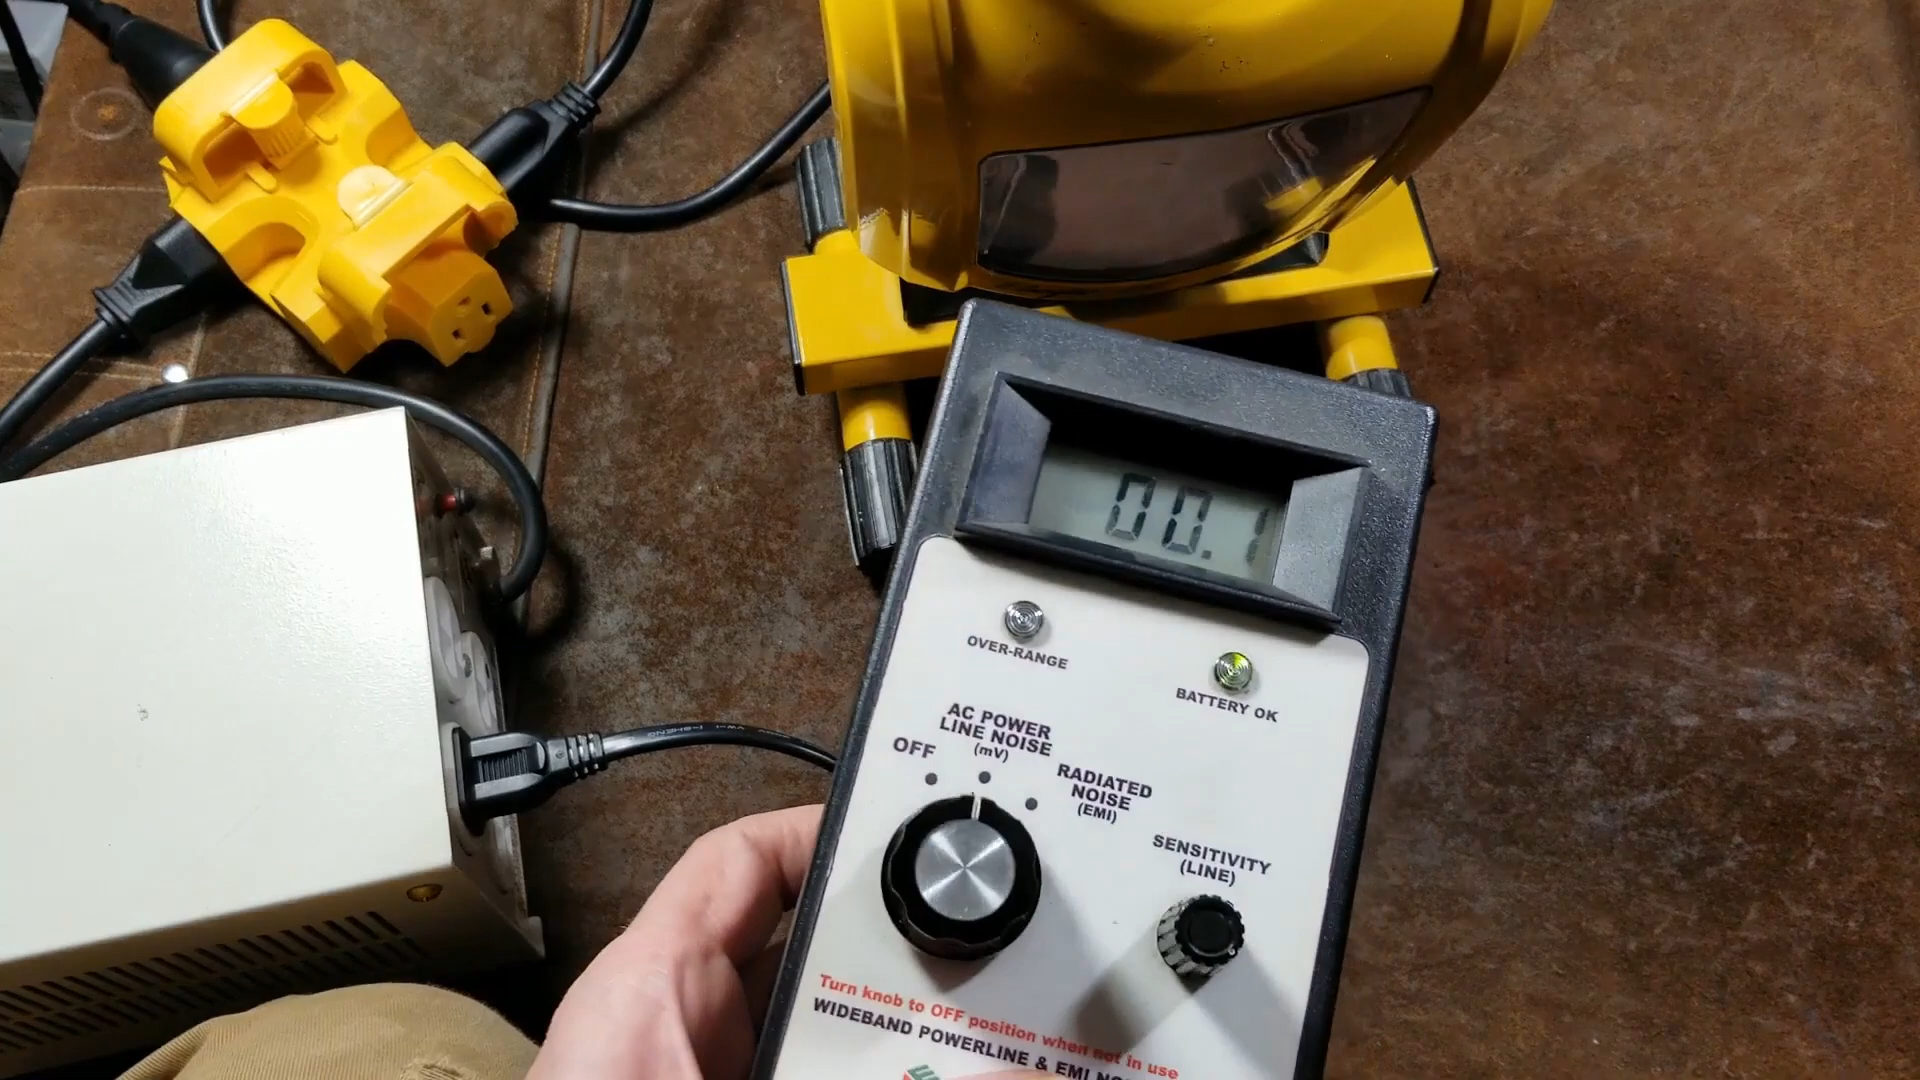 00.1
OVER-RANGE
BATTERY OK
AC POWER
LINE NOISE
(mV)
OFF
RADIATED
NOISE
(EMI)
SENSITIVITY
(LINE)
Turn knob to OFF position when not in use
WIDEBAND POWERLINE & EMI